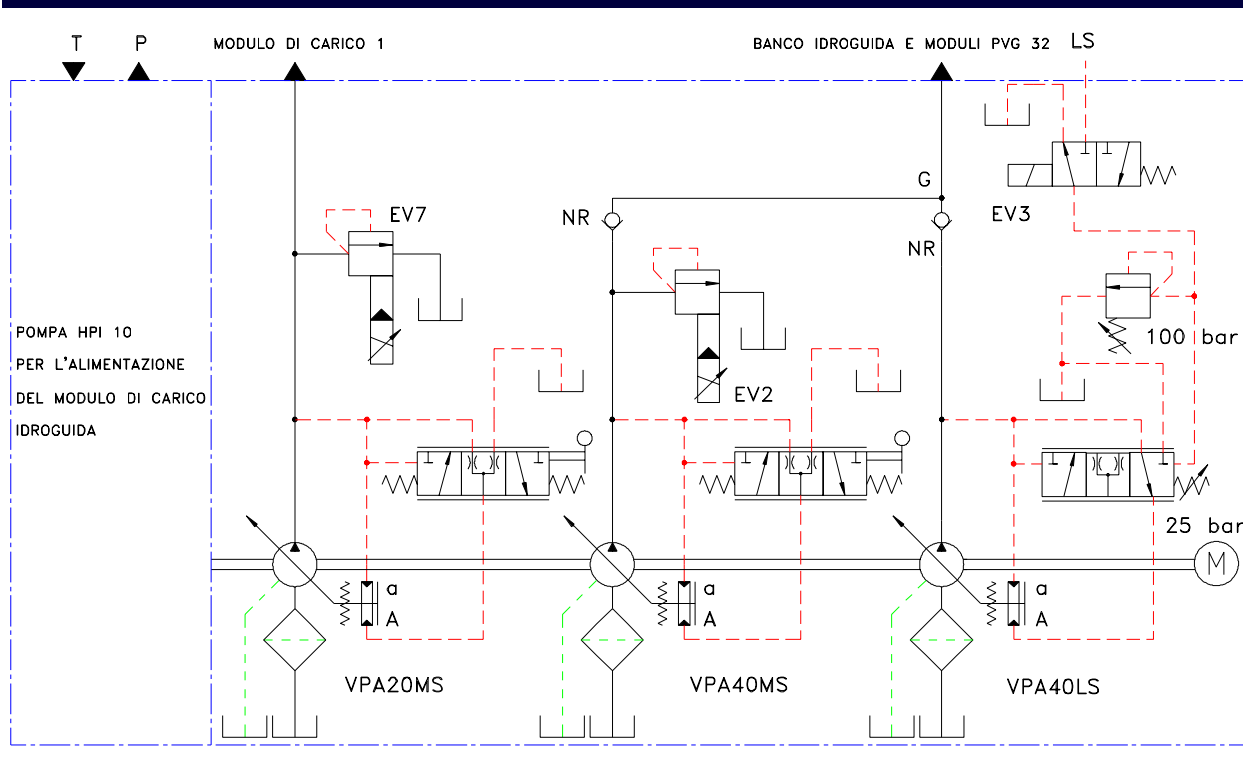 T P MODULO DI CARICO 1 BANCO IDROGUIDA E MODULI PVG 32 LS
G
EV7 NR EV3
NR
POMPA HPI 10
PER L'ALIMENTAZIONE
DEL MODULO DI CARICO
IDROGUIDA
100 bar
EV2
25 bar
M
a a a
A A A
VPA20MS VPA40MS VPA40LS